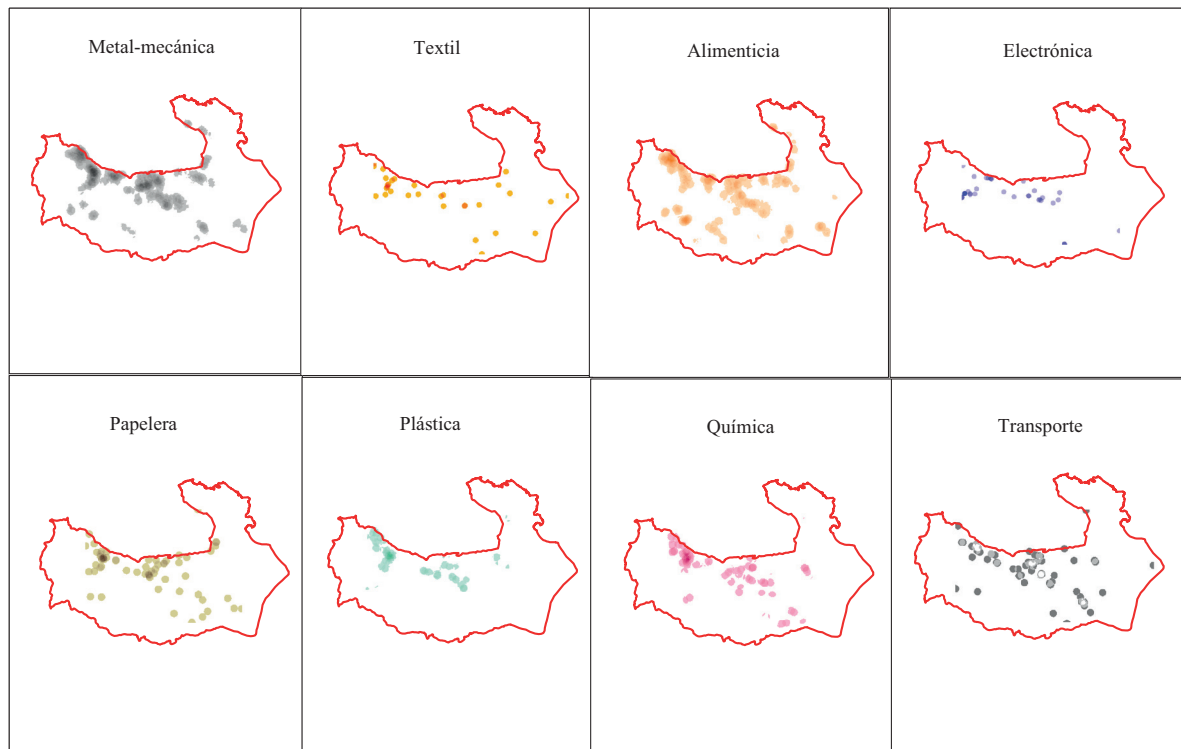 Metal-mecánica
Textil
Alimenticia
Electrónica
Papelera
Plástica
Química
Transporte